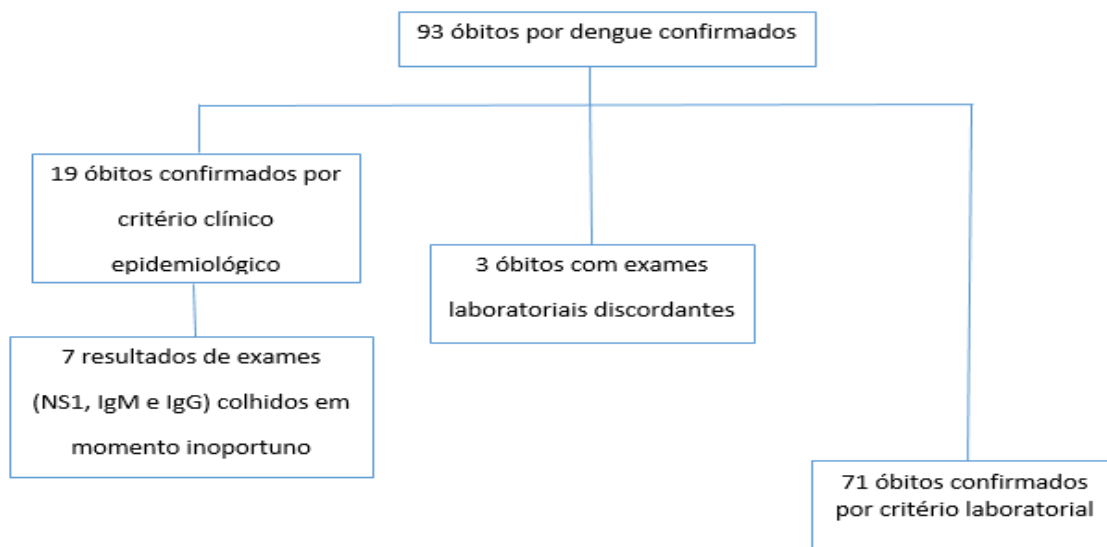 93 óbitos por dengue confirmados
19 óbitos confirmados por
critério clínico
epidemiológico
3 óbitos com exames
laboratoriais discordantes
7 resultados de exames
(NS1, IgM e IgG) colhidos em
momento inoportuno
71 óbitos confirmados
por critério laboratorial